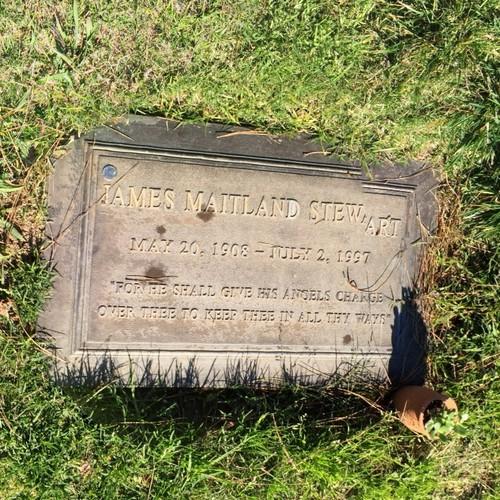 JAMES MAITLAND STEWART
MAY 20, 1908 – JULY 2, 1997
"FOR HE SHALL GIVE HIS ANGELS CHARGE
OVER THEE TO KEEP THEE IN ALL THY WAYS"